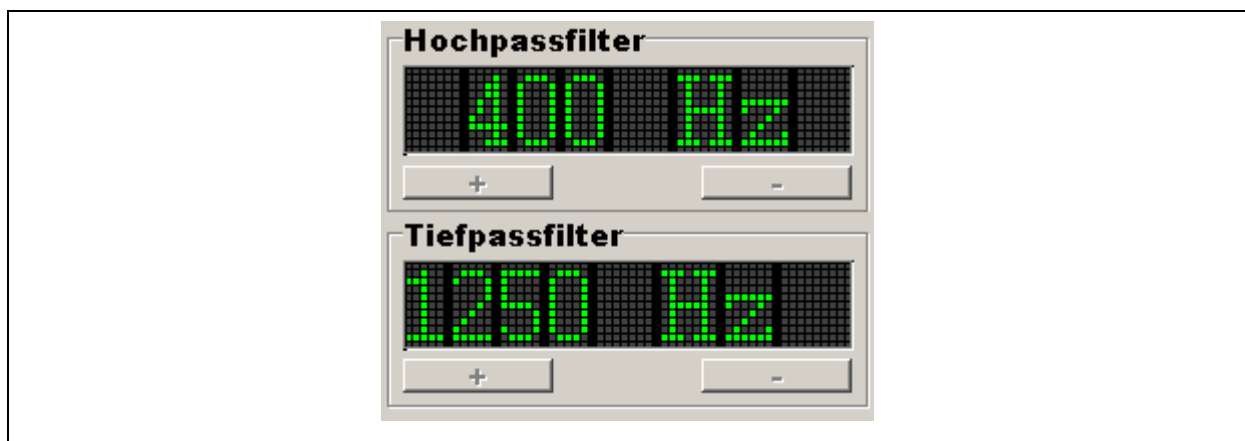 Hochpassfilter
400 Hz
+ -
Tiefpassfilter
1250 Hz
+ -